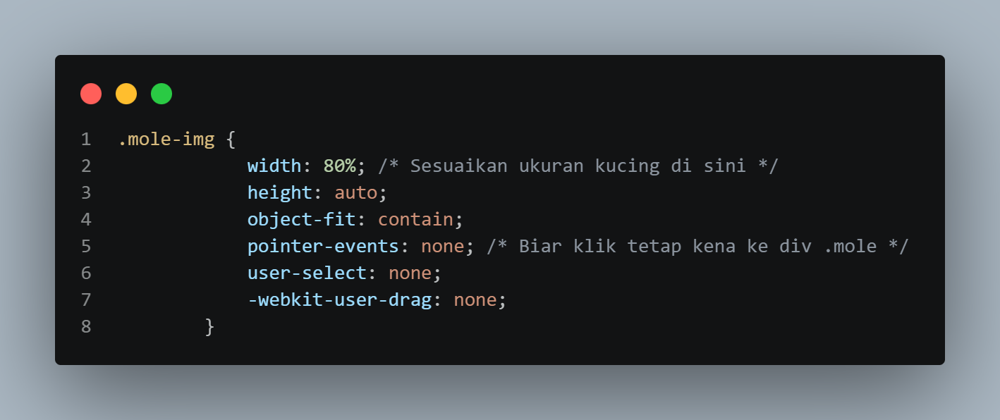 1 .mole-img {
2 width: 80%; /* Sesuaikan ukuran kucing di sini */
3 height: auto;
4 object-fit: contain;
5 pointer-events: none; /* Biar klik tetap kena ke div .mole */
6 user-select: none;
7 -webkit-user-drag: none;
8 }